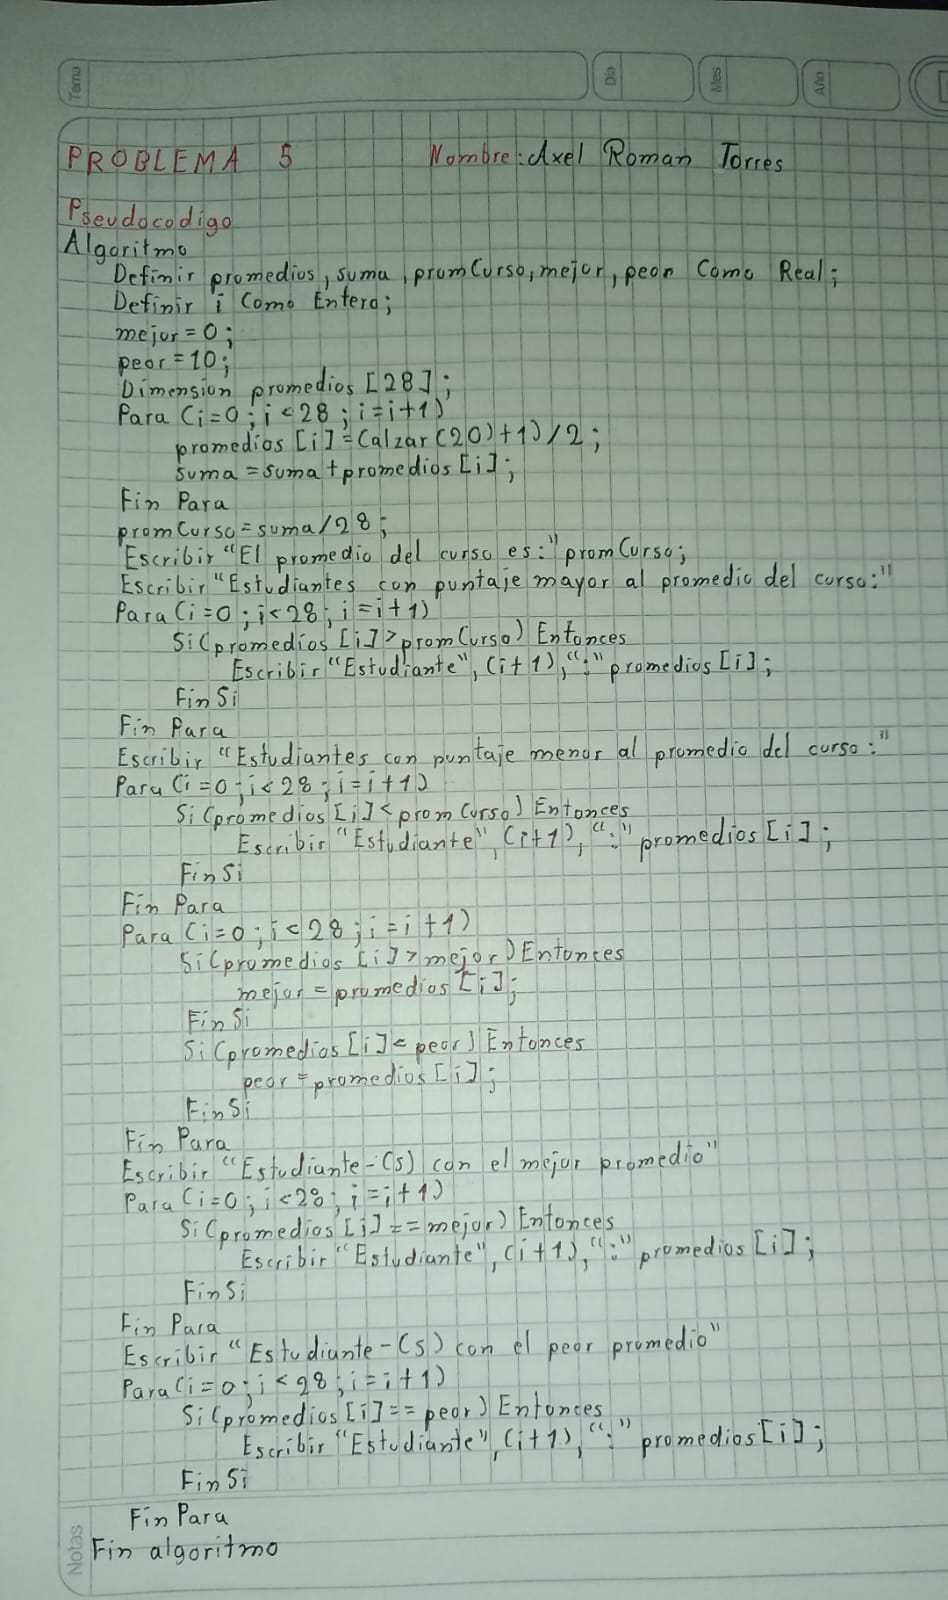 Tema
Dia
Mes
Año
PROBLEMA 5 Nombre: Axel Roman Torres
Pseudocodigo
Algoritmo
Definir promedios, suma, promCurso, mejor, peor Como Real;
Definir i Como Entero;
mejor = 0;
peor = 10;
Dimension promedios [28];
Para (i=0; i<28; i=i+1)
promedios [i] = (alzar(20)+1)/2;
suma = suma + promedios [i];
Fin Para
promCurso = suma/28;
Escribir "El promedio del curso es:" promCurso;
Escribir "Estudiantes con puntaje mayor al promedio del curso:"
Para (i=0; i<28; i=i+1)
Si (promedios [i] > promCurso) Entonces
Escribir "Estudiante", (i+1), ":" promedios [i];
Fin Si
Fin Para
Escribir "Estudiantes con puntaje menor al promedio del curso:"
Para (i=0; i<28; i=i+1)
Si (promedios [i] < promCurso) Entonces
Escribir "Estudiante", (i+1), ":" promedios [i];
Fin Si
Fin Para
Para (i=0; i<28; i=i+1)
Si (promedios [i] > mejor) Entonces
mejor = promedios [i];
Fin Si
Si (promedios [i] < peor) Entonces
peor = promedios [i];
Fin Si
Fin Para
Escribir "Estudiante-(s) con el mejor promedio"
Para (i=0; i<28; i=i+1)
Si (promedios [i] == mejor) Entonces
Escribir "Estudiante", (i+1), ":" promedios [i];
Fin Si
Fin Para
Escribir "Estudiante-(s) con el peor promedio"
Para (i=0; i<28; i=i+1)
Si (promedios [i] == peor) Entonces
Escribir "Estudiante", (i+1), ":" promedios [i];
Fin Si
Fin Para
Fin algoritmo
Notas